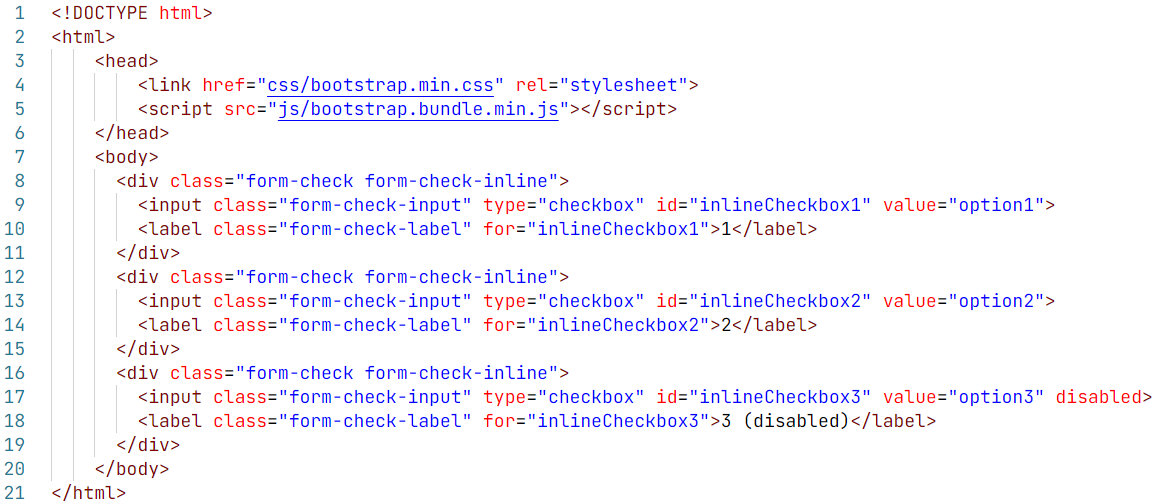 1 <!DOCTYPE html>
2 <html>
3     <head>
4         <link href="css/bootstrap.min.css" rel="stylesheet">
5         <script src="js/bootstrap.bundle.min.js"></script>
6     </head>
7     <body>
8       <div class="form-check form-check-inline">
9         <input class="form-check-input" type="checkbox" id="inlineCheckbox1" value="option1">
10         <label class="form-check-label" for="inlineCheckbox1">1</label>
11       </div>
12       <div class="form-check form-check-inline">
13         <input class="form-check-input" type="checkbox" id="inlineCheckbox2" value="option2">
14         <label class="form-check-label" for="inlineCheckbox2">2</label>
15       </div>
16       <div class="form-check form-check-inline">
17         <input class="form-check-input" type="checkbox" id="inlineCheckbox3" value="option3" disabled>
18         <label class="form-check-label" for="inlineCheckbox3">3 (disabled)</label>
19       </div>
20     </body>
21 </html>